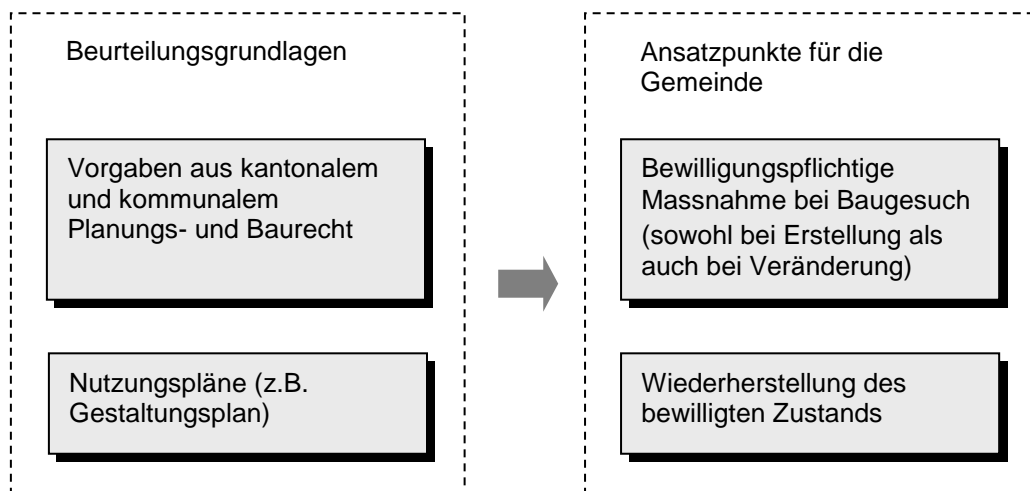 Beurteilungsgrundlagen
Vorgaben aus kantonalem
und kommunalem
Planungs- und Baurecht
Nutzungspläne (z.B.
Gestaltungsplan)
Ansatzpunkte für die
Gemeinde
Bewilligungspflichtige
Massnahme bei Baugesuch
(sowohl bei Erstellung als
auch bei Veränderung)
Wiederherstellung des
bewilligten Zustands